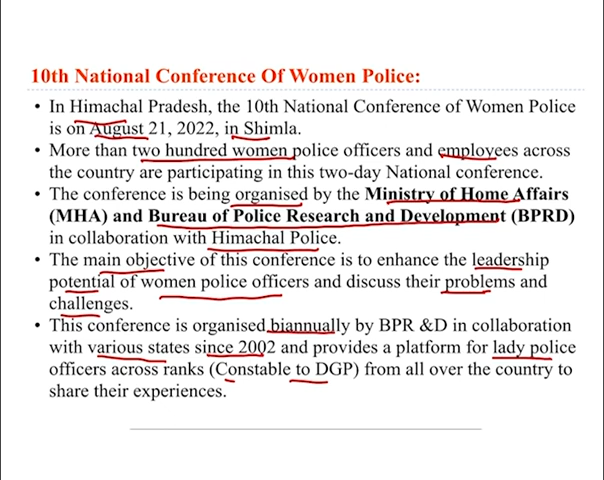 10th National Conference Of Women Police:
• In Himachal Pradesh, the 10th National Conference of Women Police
is on August 21, 2022, in Shimla.
• More than two hundred women police officers and employees across
the country are participating in this two-day National conference.
• The conference is being organised by the Ministry of Home Affairs
(MHA) and Bureau of Police Research and Development (BPRD)
in collaboration with Himachal Police.
• The main objective of this conference is to enhance the leadership
potential of women police officers and discuss their problems and
challenges.
• This conference is organised biannually by BPR &D in collaboration
with various states since 2002 and provides a platform for lady police
officers across ranks (Constable to DGP) from all over the country to
share their experiences.